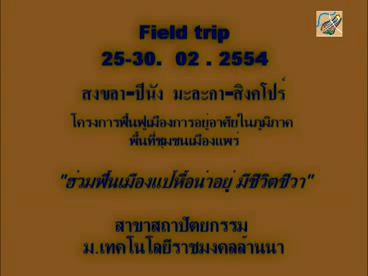 Field trip
25-30. 02 . 2554
สงขลา-ปีนัง มะละกา-สิงคโปร์
โครงการฟื้นฟูเมืองการอยู่อาศัยในภูมิภาค
พื้นที่ชุมชนเมืองแพร่
"ฮ่วมฟื้นเมืองแป้หื้อน่าอยู่ มีชีวิตชีวา"
สาขาสถาปัตยกรรม
ม.เทคโนโลยีราชมงคลล้านนา